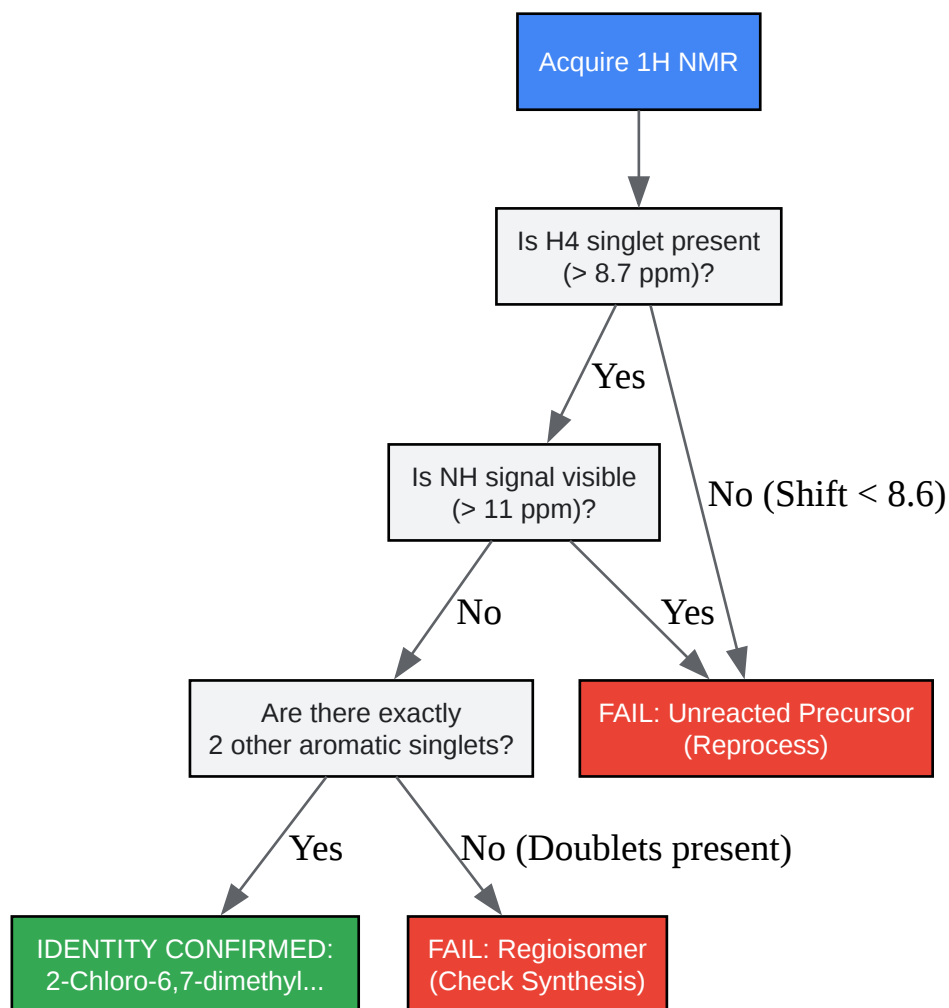 Acquire 1H NMR
Is H4 singlet present
(> 8.7 ppm)?
Yes
Is NH signal visible
(> 11 ppm)?
No (Shift < 8.6)
No
Yes
Are there exactly
2 other aromatic singlets?
FAIL: Unreacted Precursor
(Reprocess)
Yes
No (Doublets present)
IDENTITY CONFIRMED:
2-Chloro-6,7-dimethyl...
FAIL: Regioisomer
(Check Synthesis)